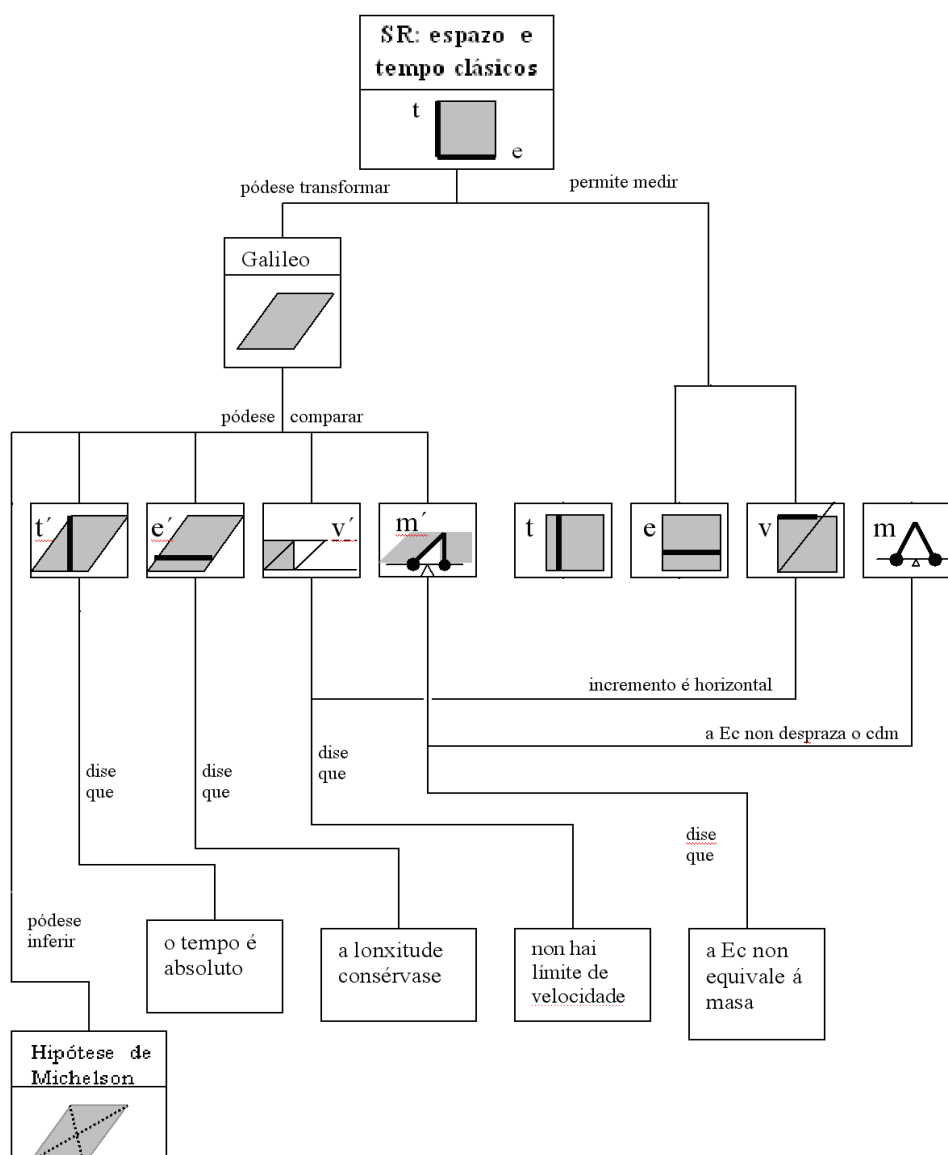 SR: espazo e
tempo clásicos
t
e
pódese transformar
permite medir
Galileo
pódese comparar
t´
e´
v´
m´
t
e
v
m
incremento é horizontal
a Ec non despraza o cdm
dise
que
dise
que
dise
que
dise
que
pódese
inferir
o tempo é
absoluto
a lonxitude
consérvase
non hai
límite de
velocidade
a Ec non
equivale á
masa
Hipótese de
Michelson